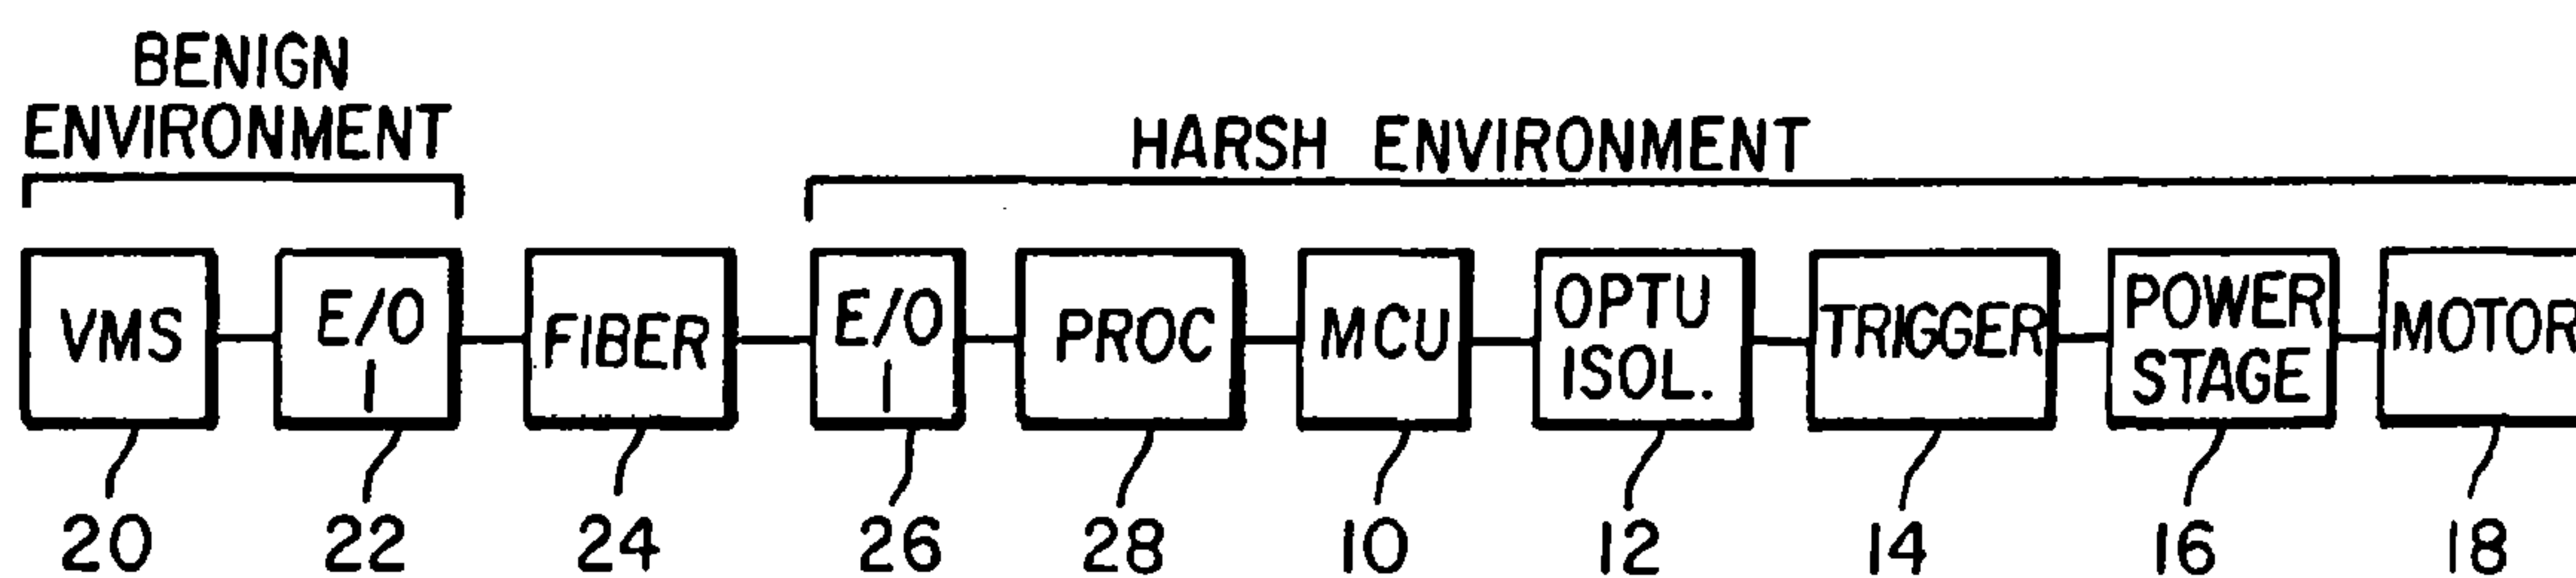 BENIGN
ENVIRONMENT
HARSH ENVIRONMENT
VMS
E/O
I
FIBER
E/O
I
PROC
MCU
OPTU
ISOL.
TRIGGER
POWER
STAGE
MOTOR
20
22
24
26
28
10
12
14
16
18